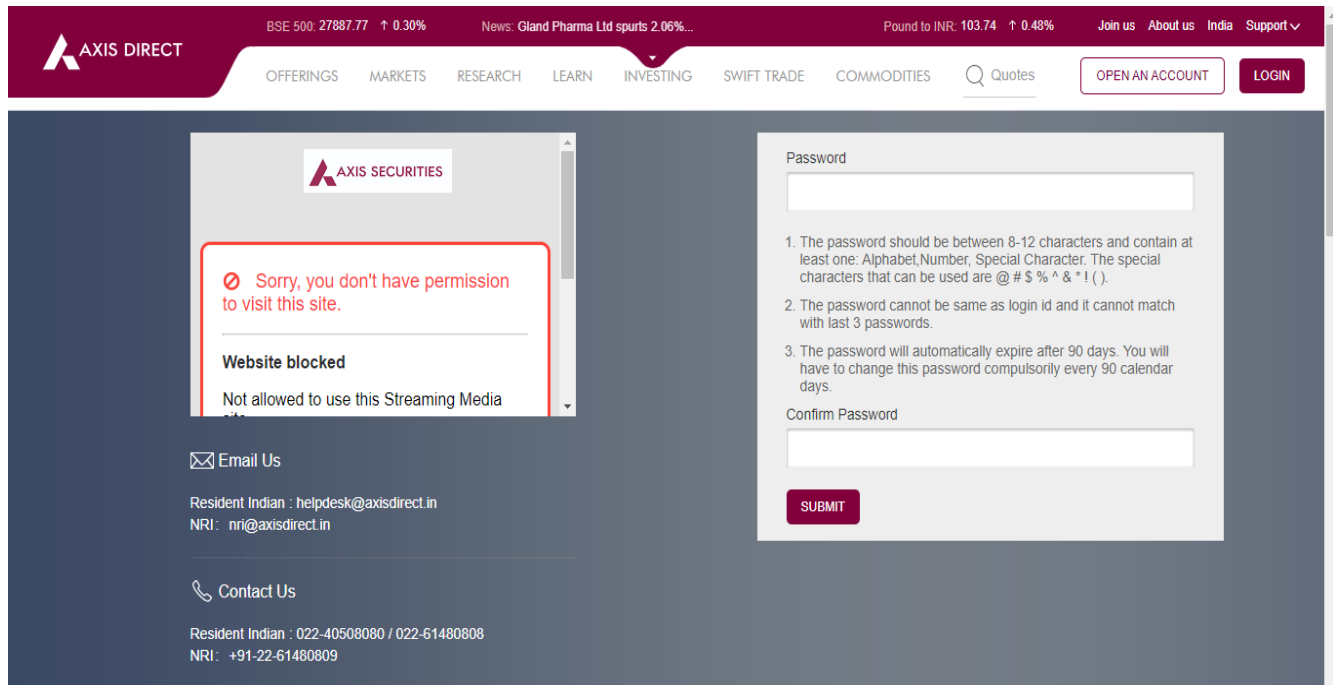 AXIS DIRECT
BSE 500: 27887.77 ↑ 0.30% News: Gland Pharma Ltd spurts 2.06%... Pound to INR: 103.74 ↑ 0.48% Join us About us India Support
OFFERINGS MARKETS RESEARCH LEARN INVESTING SWIFT TRADE COMMODITIES Quotes OPEN AN ACCOUNT LOGIN
AXIS SECURITIES
Sorry, you don't have permission
to visit this site.
Website blocked
Not allowed to use this Streaming Media
Email Us
Resident Indian : helpdesk@axisdirect.in
NRI: nri@axisdirect.in
Contact Us
Resident Indian : 022-40508080 / 022-61480808
NRI: +91-22-61480809
Password
1. The password should be between 8-12 characters and contain at
least one: Alphabet,Number, Special Character. The special
characters that can be used are @ # $ % ^ & * ! ( ).
2. The password cannot be same as login id and it cannot match
with last 3 passwords.
3. The password will automatically expire after 90 days. You will
have to change this password compulsorily every 90 calendar
days.
Confirm Password
SUBMIT